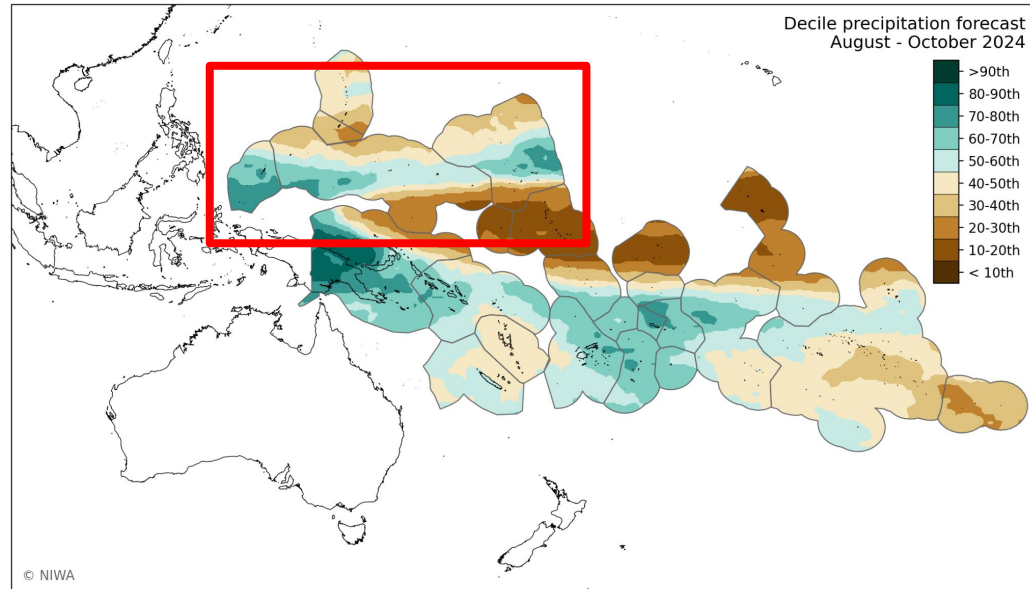 Decile precipitation forecast
August - October 2024
>90th
80-90th
70-80th
60-70th
50-60th
40-50th
30-40th
20-30th
10-20th
< 10th
© NIWA